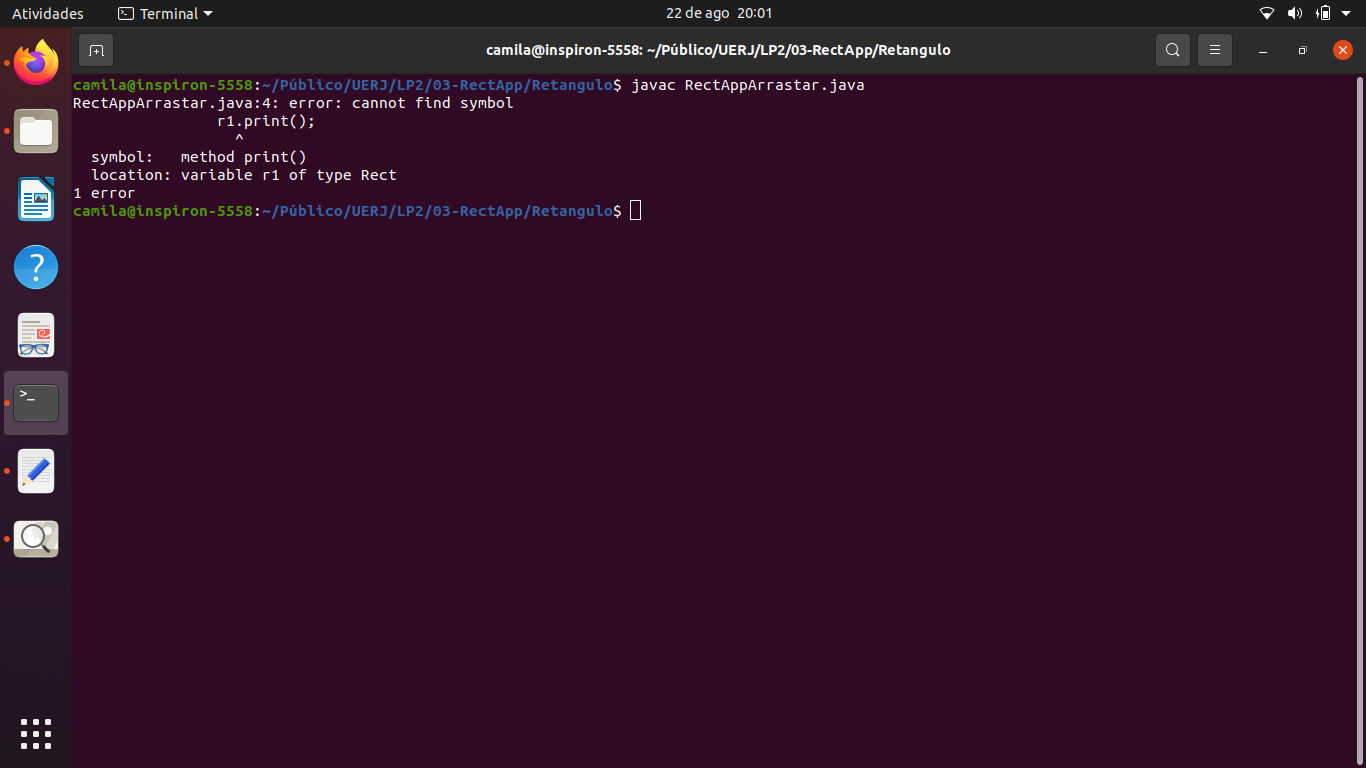 Atividades
Terminal
22 de ago 20:01
camila@inspiron-5558: ~/Público/UERJ/LP2/03-RectApp/Retangulo
camila@inspiron-5558:~/Público/UERJ/LP2/03-RectApp/Retangulo$ javac RectAppArrastar.java
RectAppArrastar.java:4: error: cannot find symbol
                r1.print();
                  ^
  symbol:   method print()
  location: variable r1 of type Rect
1 error
camila@inspiron-5558:~/Público/UERJ/LP2/03-RectApp/Retangulo$